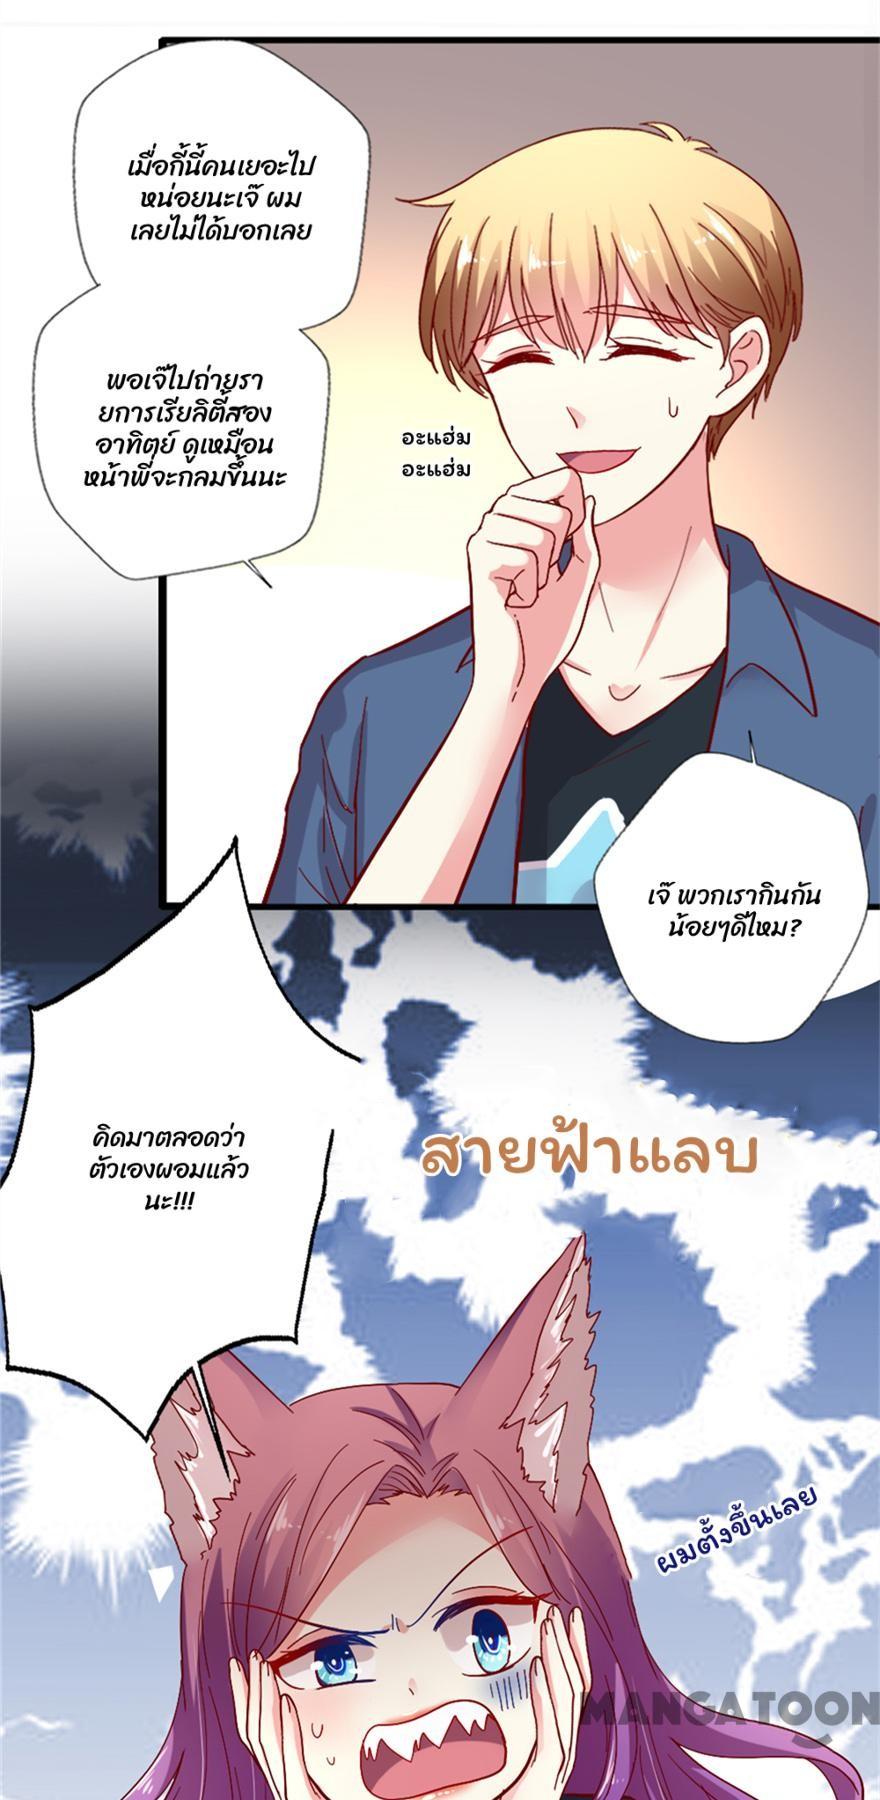 เมื่อกี้นี้คนเยอะไป
หน่อยนะเจ๊ ผม
เลยไม่ได้บอกเลย
พอเจ๊ไปถ่ายรา
ยการเรียลิตี้สอง
อาทิตย์ ดูเหมือน
หน้าพี่จะกลมขึ้นนะ
อะแฮ่ม
อะแฮ่ม
เจ๊ พวกเรากินกัน
น้อยๆดีไหม?
คิดมาตลอดว่า
ตัวเองผอมแล้ว
นะ!!!
สายฟ้าแลบ
ผมตั้งขึ้นเลย
MANGATOON